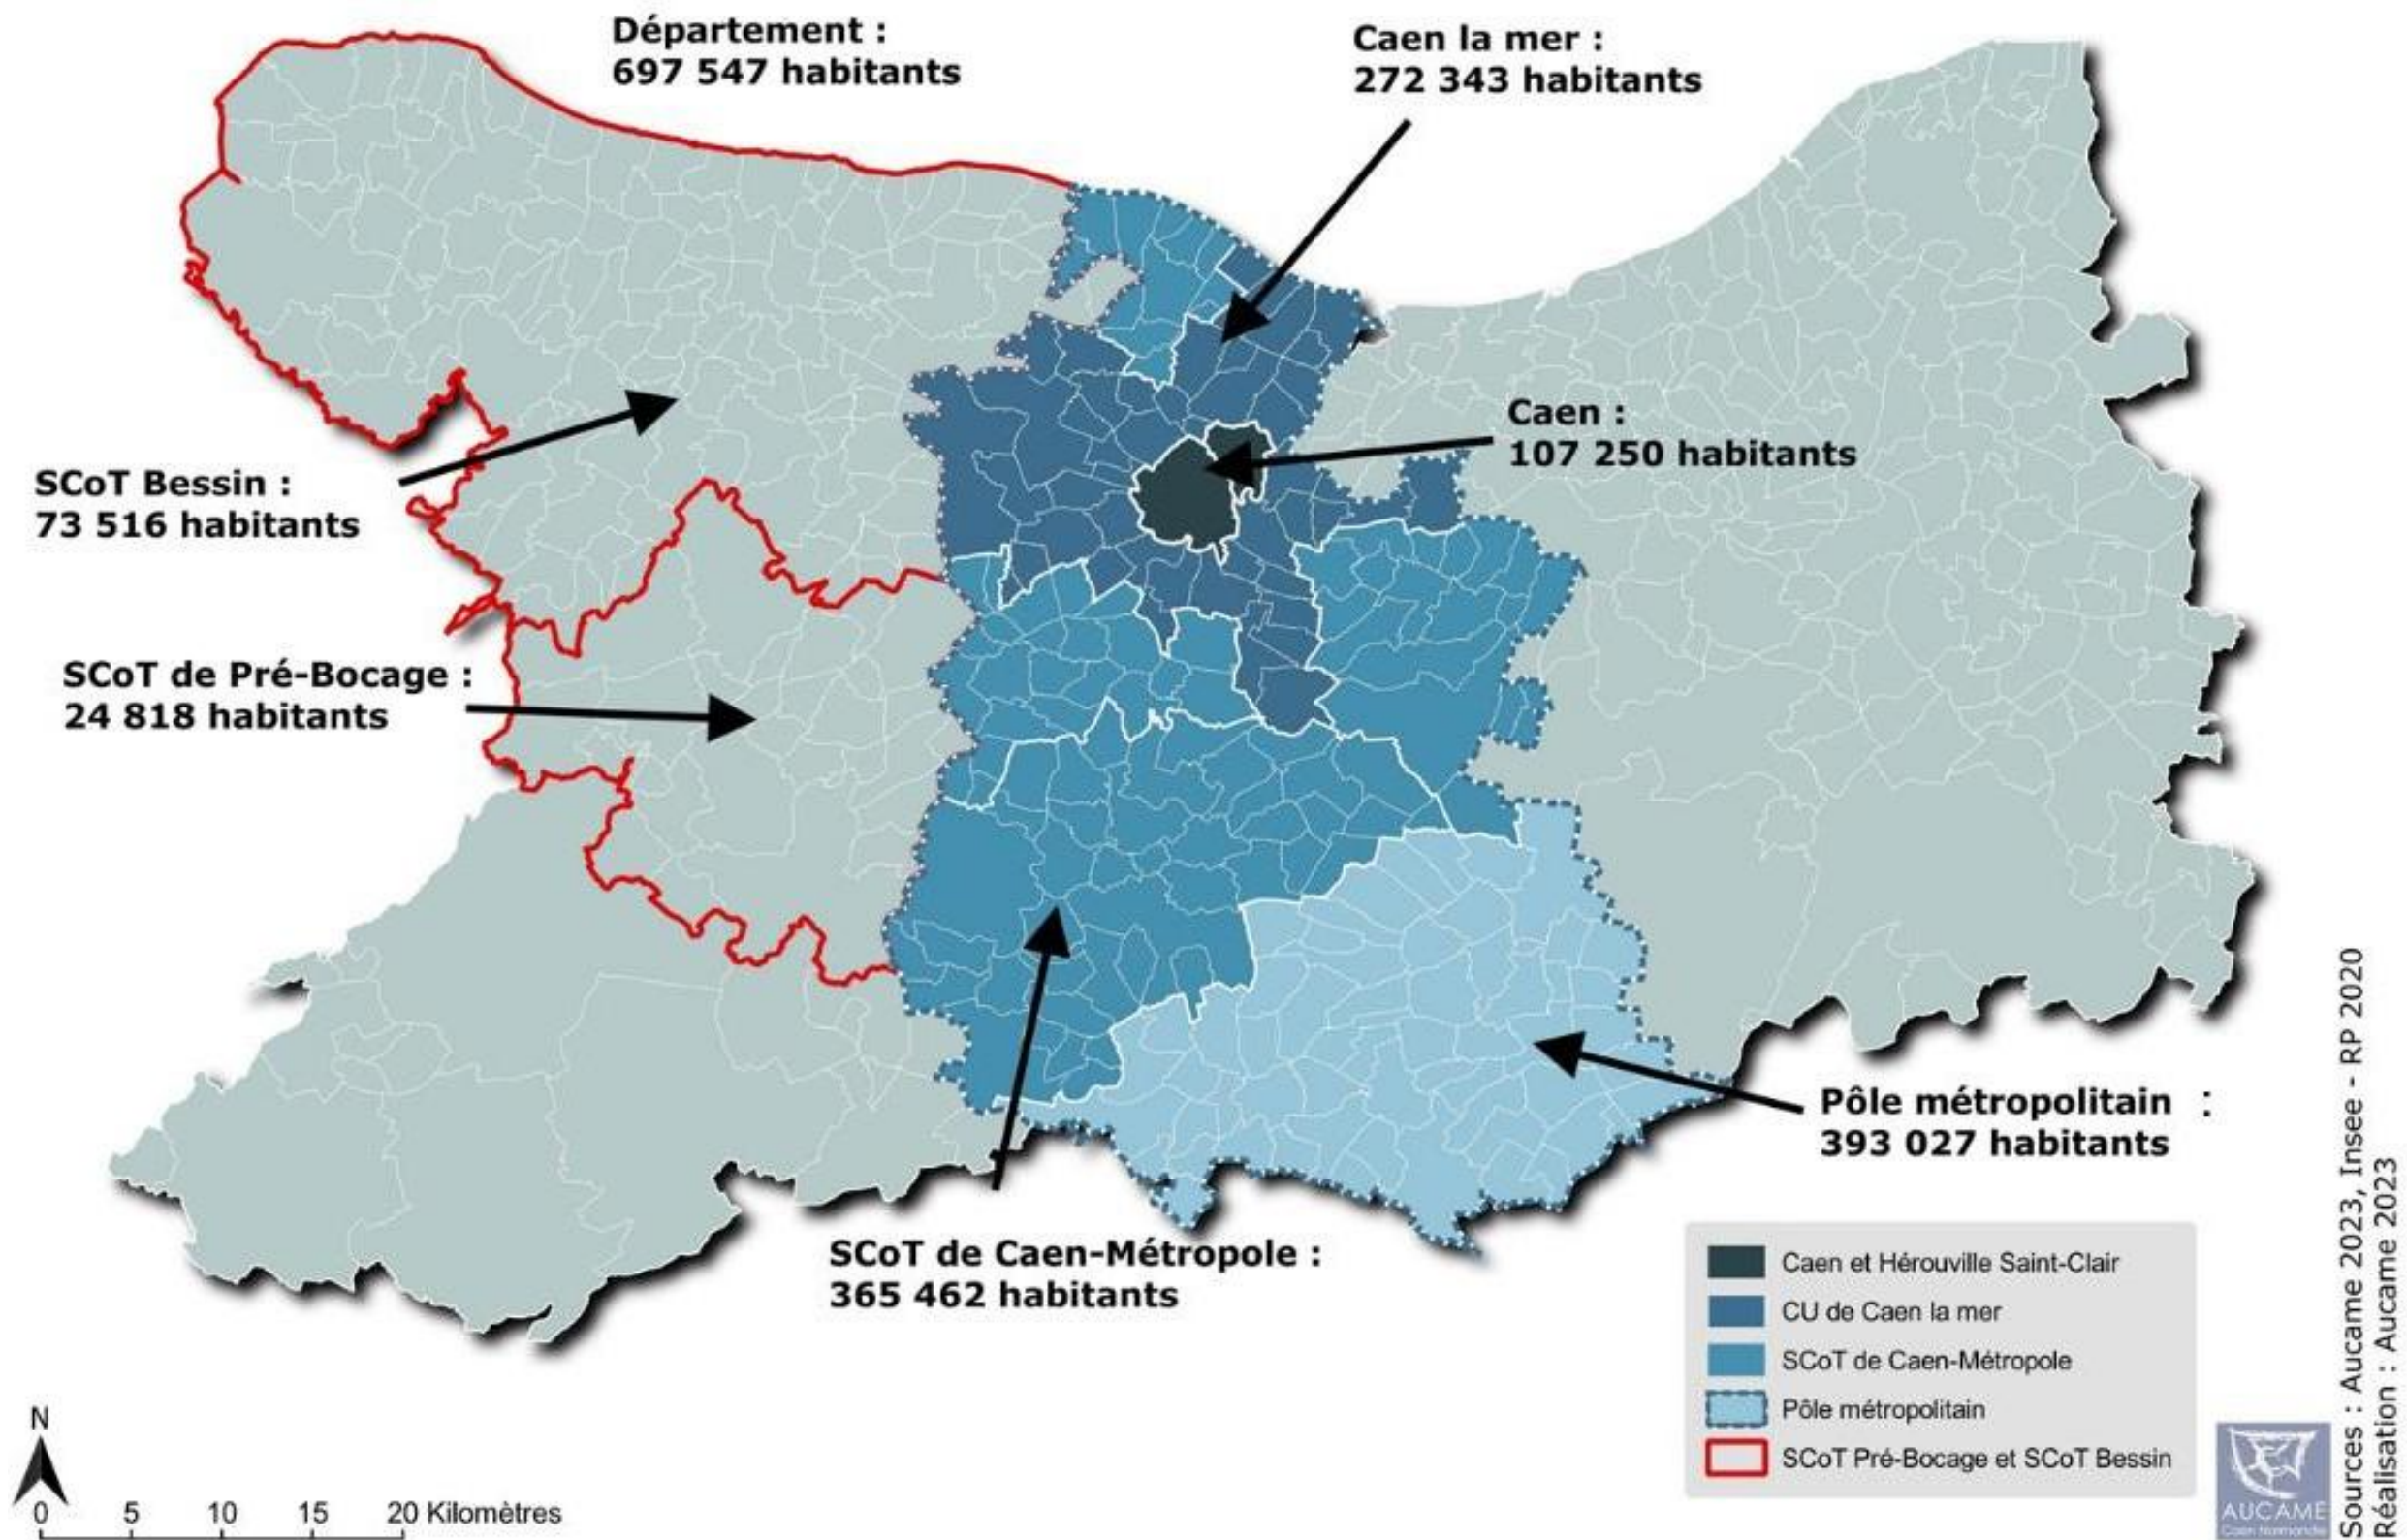 Département :
697 547 habitants
Caen la mer :
272 343 habitants
Caen :
107 250 habitants
SCoT Bessin :
73 516 habitants
SCoT de Pré-Bocage :
24 818 habitants
Pôle métropolitain :
393 027 habitants
SCoT de Caen-Métropole :
365 462 habitants
Caen et Hérouville Saint-Clair
CU de Caen la mer
SCoT de Caen-Métropole
Pôle métropolitain
SCoT Pré-Bocage et SCoT Bessin
N
0 5 10 15 20 Kilomètres
AUCAME
Caen Normandie
Sources : Aucame 2023, Insee - RP 2020
Réalisation : Aucame 2023